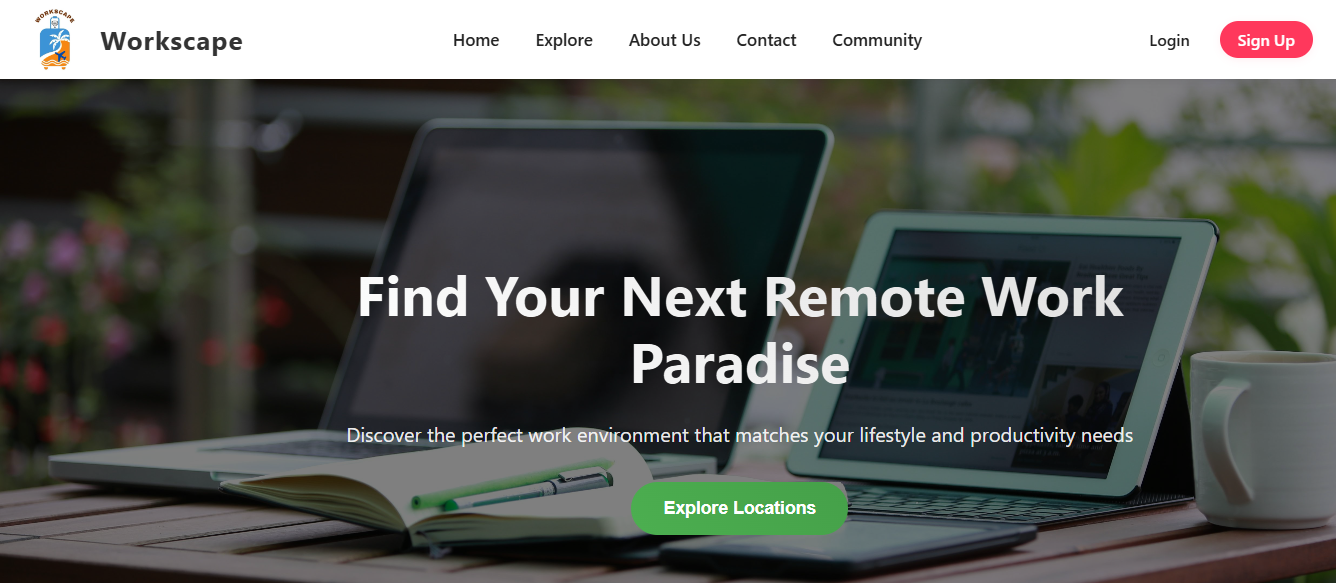 WORKSCAPE
Workscape
Home Explore About Us Contact Community
Login Sign Up
Find Your Next Remote Work
Paradise
Discover the perfect work environment that matches your lifestyle and productivity needs
Explore Locations